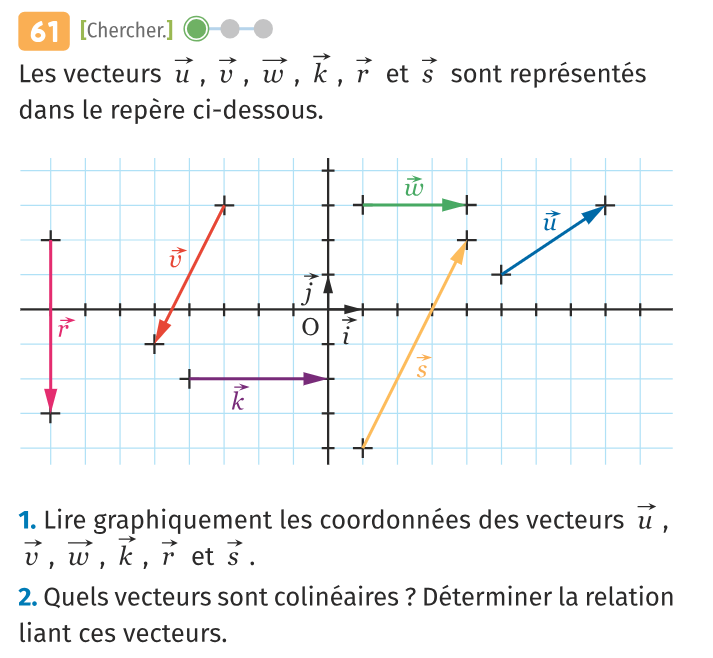 61 [Chercher.]
Les vecteurs u⃗ , v⃗ , w⃗ , k⃗ , r⃗ et s⃗ sont représentés
dans le repère ci-dessous.
w⃗
u⃗
v⃗
j⃗
r⃗
O
i⃗
s⃗
k⃗
1. Lire graphiquement les coordonnées des vecteurs u⃗ ,
v⃗ , w⃗ , k⃗ , r⃗ et s⃗ .
2. Quels vecteurs sont colinéaires ? Déterminer la relation
liant ces vecteurs.